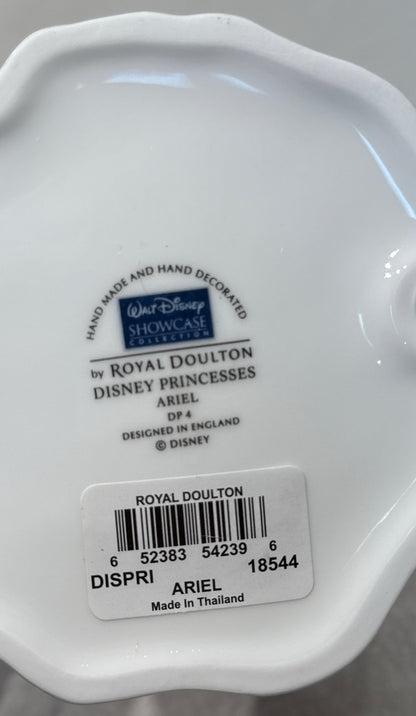 HAND MADE AND HAND DECORATED
WALT DISNEY
SHOWCASE
COLLECTION
by ROYAL DOULTON
DISNEY PRINCESSES
ARIEL
DP 4
DESIGNED IN ENGLAND
© DISNEY
ROYAL DOULTON
6 52383 54239 6
DISPRI 18544
ARIEL
Made In Thailand